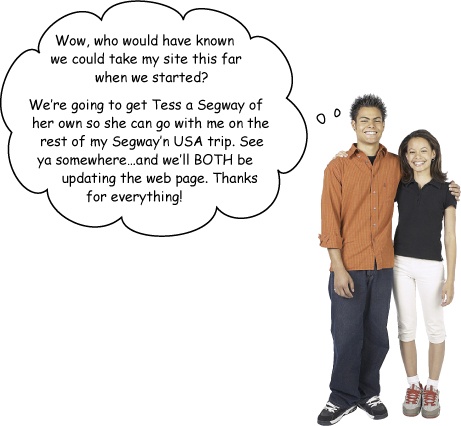 Wow, who would have known
we could take my site this far
when we started?
We're going to get Tess a Segway of
her own so she can go with me on the
rest of my Segway'n USA trip. See
ya somewhere...and we'll BOTH be
updating the web page. Thanks
for everything!